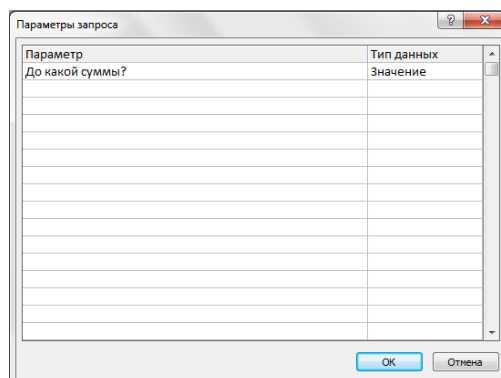 Параметры запроса
Параметр Тип данных
До какой суммы? Значение
ОК Отмена